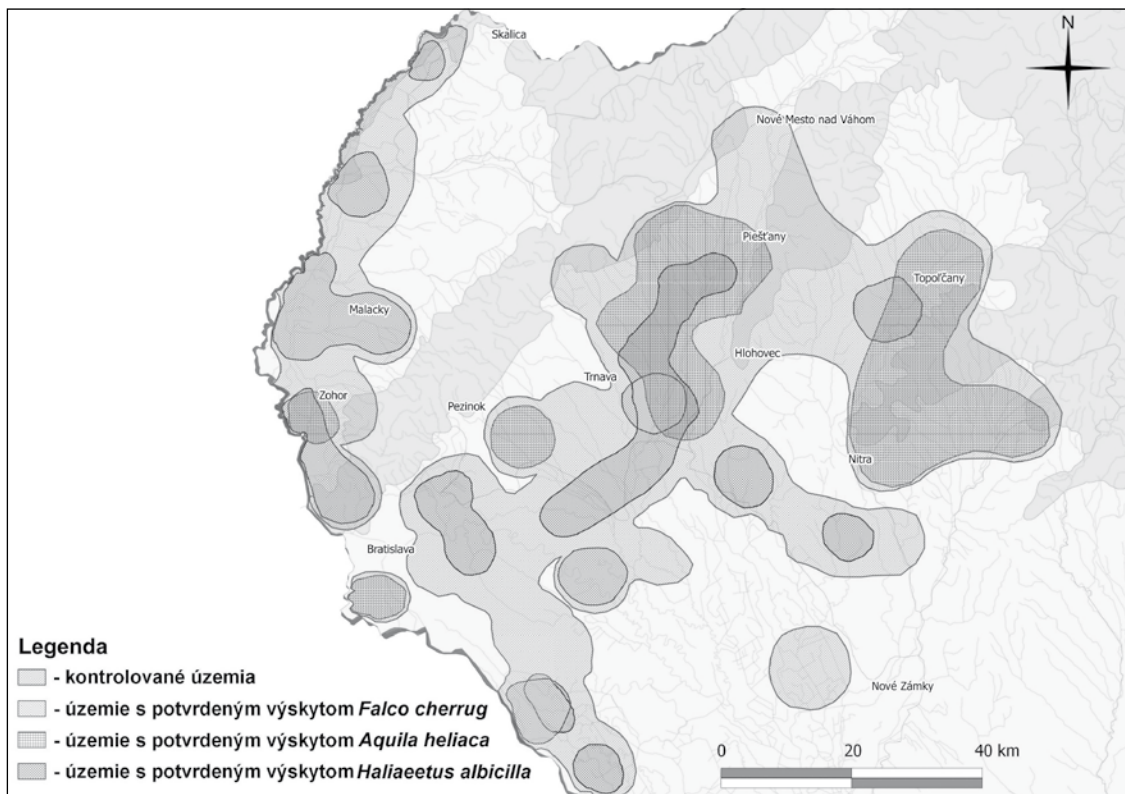 Skalica
N
Nové Mesto nad Váhom
Piešťany
Topoľčany
Malacky
Hlohovec
Trnava
Zohor
Pezinok
Nitra
Bratislava
Nové Zámky
Legenda
- kontrolované územia
- územie s potvrdeným výskytom Falco cherrug
- územie s potvrdeným výskytom Aquila heliaca
- územie s potvrdeným výskytom Haliaeetus albicilla
0 20 40 km